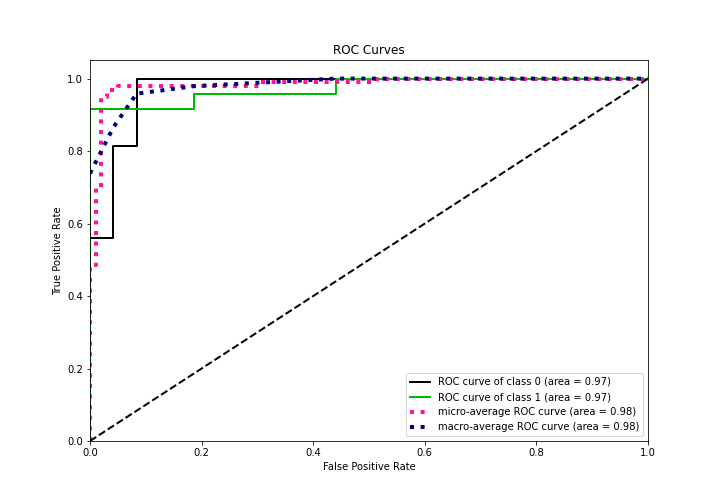 ROC Curves
True Positive Rate
1.0
0.8
0.6
0.4
0.2
0.0
0.0 0.2 0.4 0.6 0.8 1.0
False Positive Rate
ROC curve of class 0 (area = 0.97)
ROC curve of class 1 (area = 0.97)
micro-average ROC curve (area = 0.98)
macro-average ROC curve (area = 0.98)